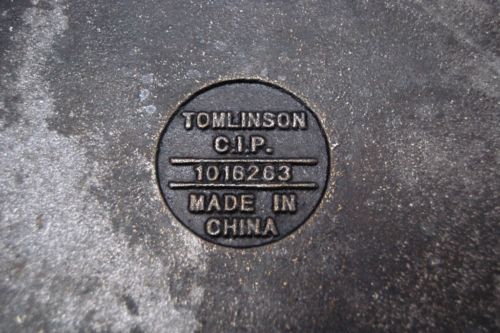 TOMLINSON
C.I.P.
1016263
MADE IN
CHINA